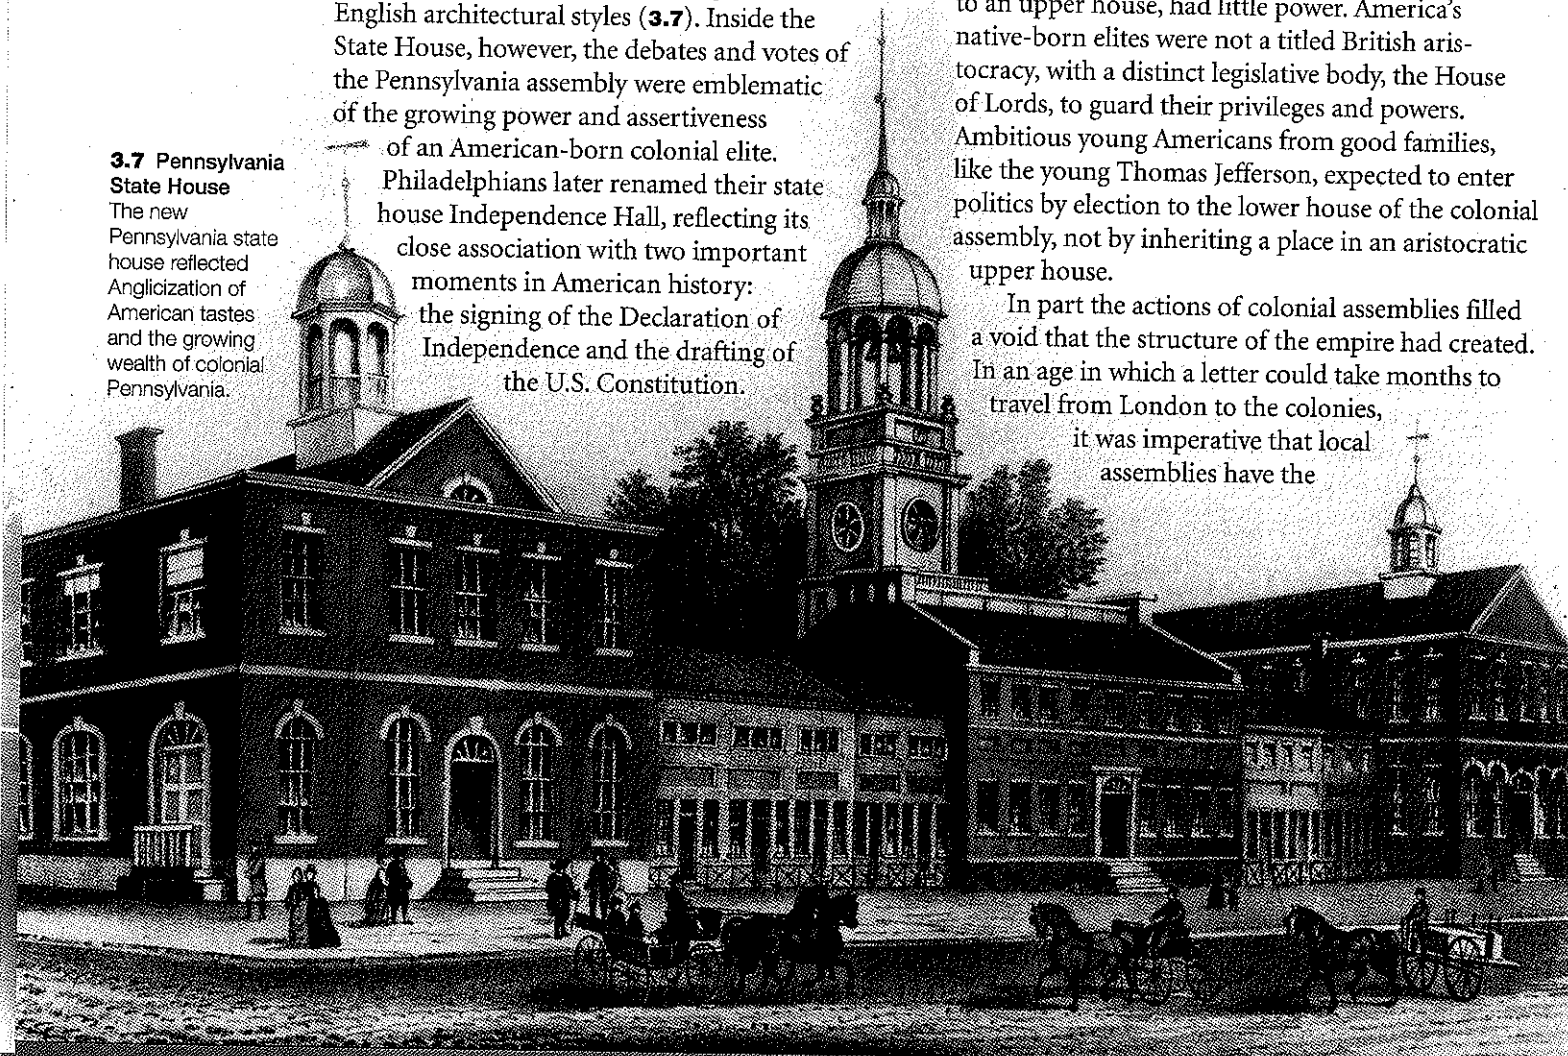 English architectural styles (3.7). Inside the
State House, however, the debates and votes of
the Pennsylvania assembly were emblematic
of the growing power and assertiveness
of an American-born colonial elite.
Philadelphians later renamed their state
house Independence Hall, reflecting its
close association with two important
moments in American history:
the signing of the Declaration of
Independence and the drafting of
the U.S. Constitution.
3.7 Pennsylvania
State House
The new
Pennsylvania state
house reflected
Anglicization of
American tastes
and the growing
wealth of colonial
Pennsylvania.
to an upper house, had little power. America's
native-born elites were not a titled British aris-
tocracy, with a distinct legislative body, the House
of Lords, to guard their privileges and powers.
Ambitious young Americans from good families,
like the young Thomas Jefferson, expected to enter
politics by election to the lower house of the colonial
assembly, not by inheriting a place in an aristocratic
upper house.
In part the actions of colonial assemblies filled
a void that the structure of the empire had created.
In an age in which a letter could take months to
travel from London to the colonies,
it was imperative that local
assemblies have the